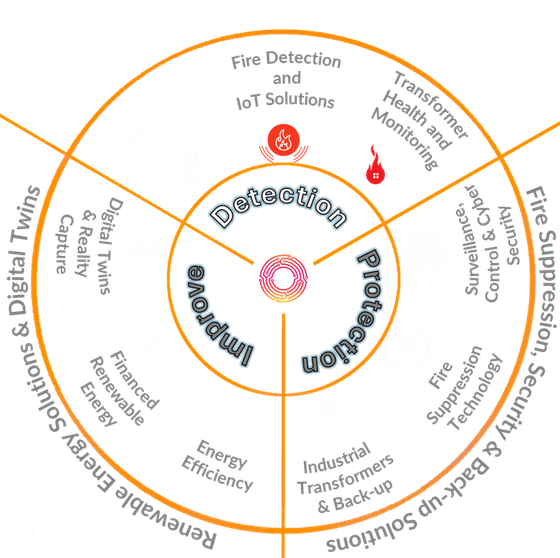 Fire Detection
and
IoT Solutions
Transformer
Health and
Monitoring
Detection
Protection
Improve
Surveillance,
Control & Cyber
Security
Fire
Suppression
Technology
Industrial
Transformers
& Back-up
Energy
Efficiency
Financed
Renewable
Energy
Digital Twins
& Reality
Capture
Fire Suppression, Security & Back-up Solutions
Renewable Energy Solutions & Digital Twins